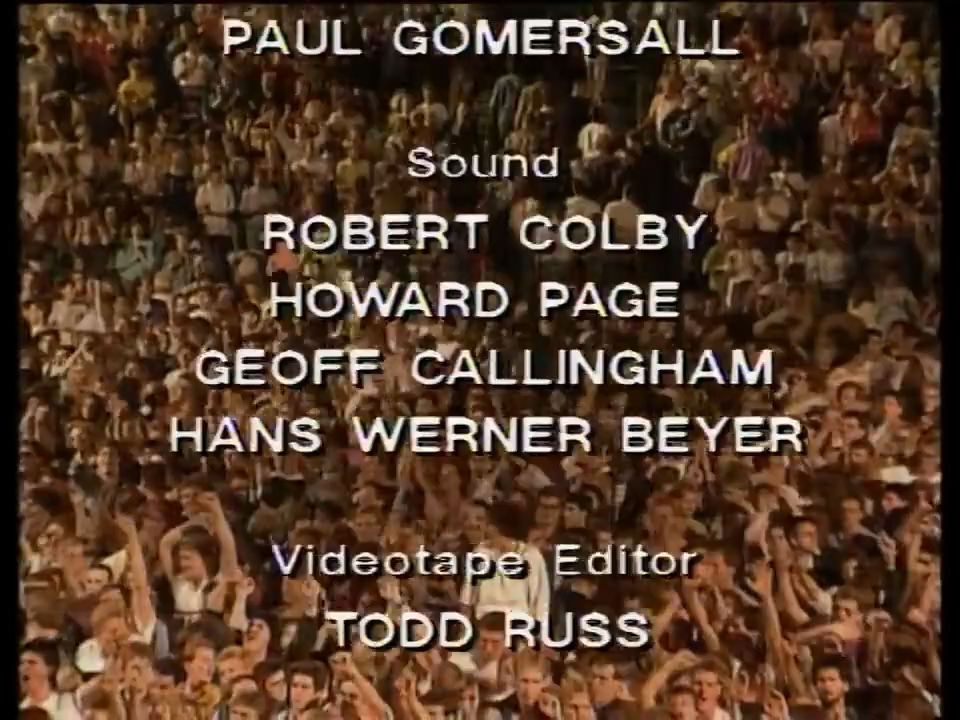 PAUL GOMERSALL
Sound
ROBERT COLBY
HOWARD PAGE
GEOFF CALLINGHAM
HANS WERNER BEYER
Videotape Editor
TODD RUSS